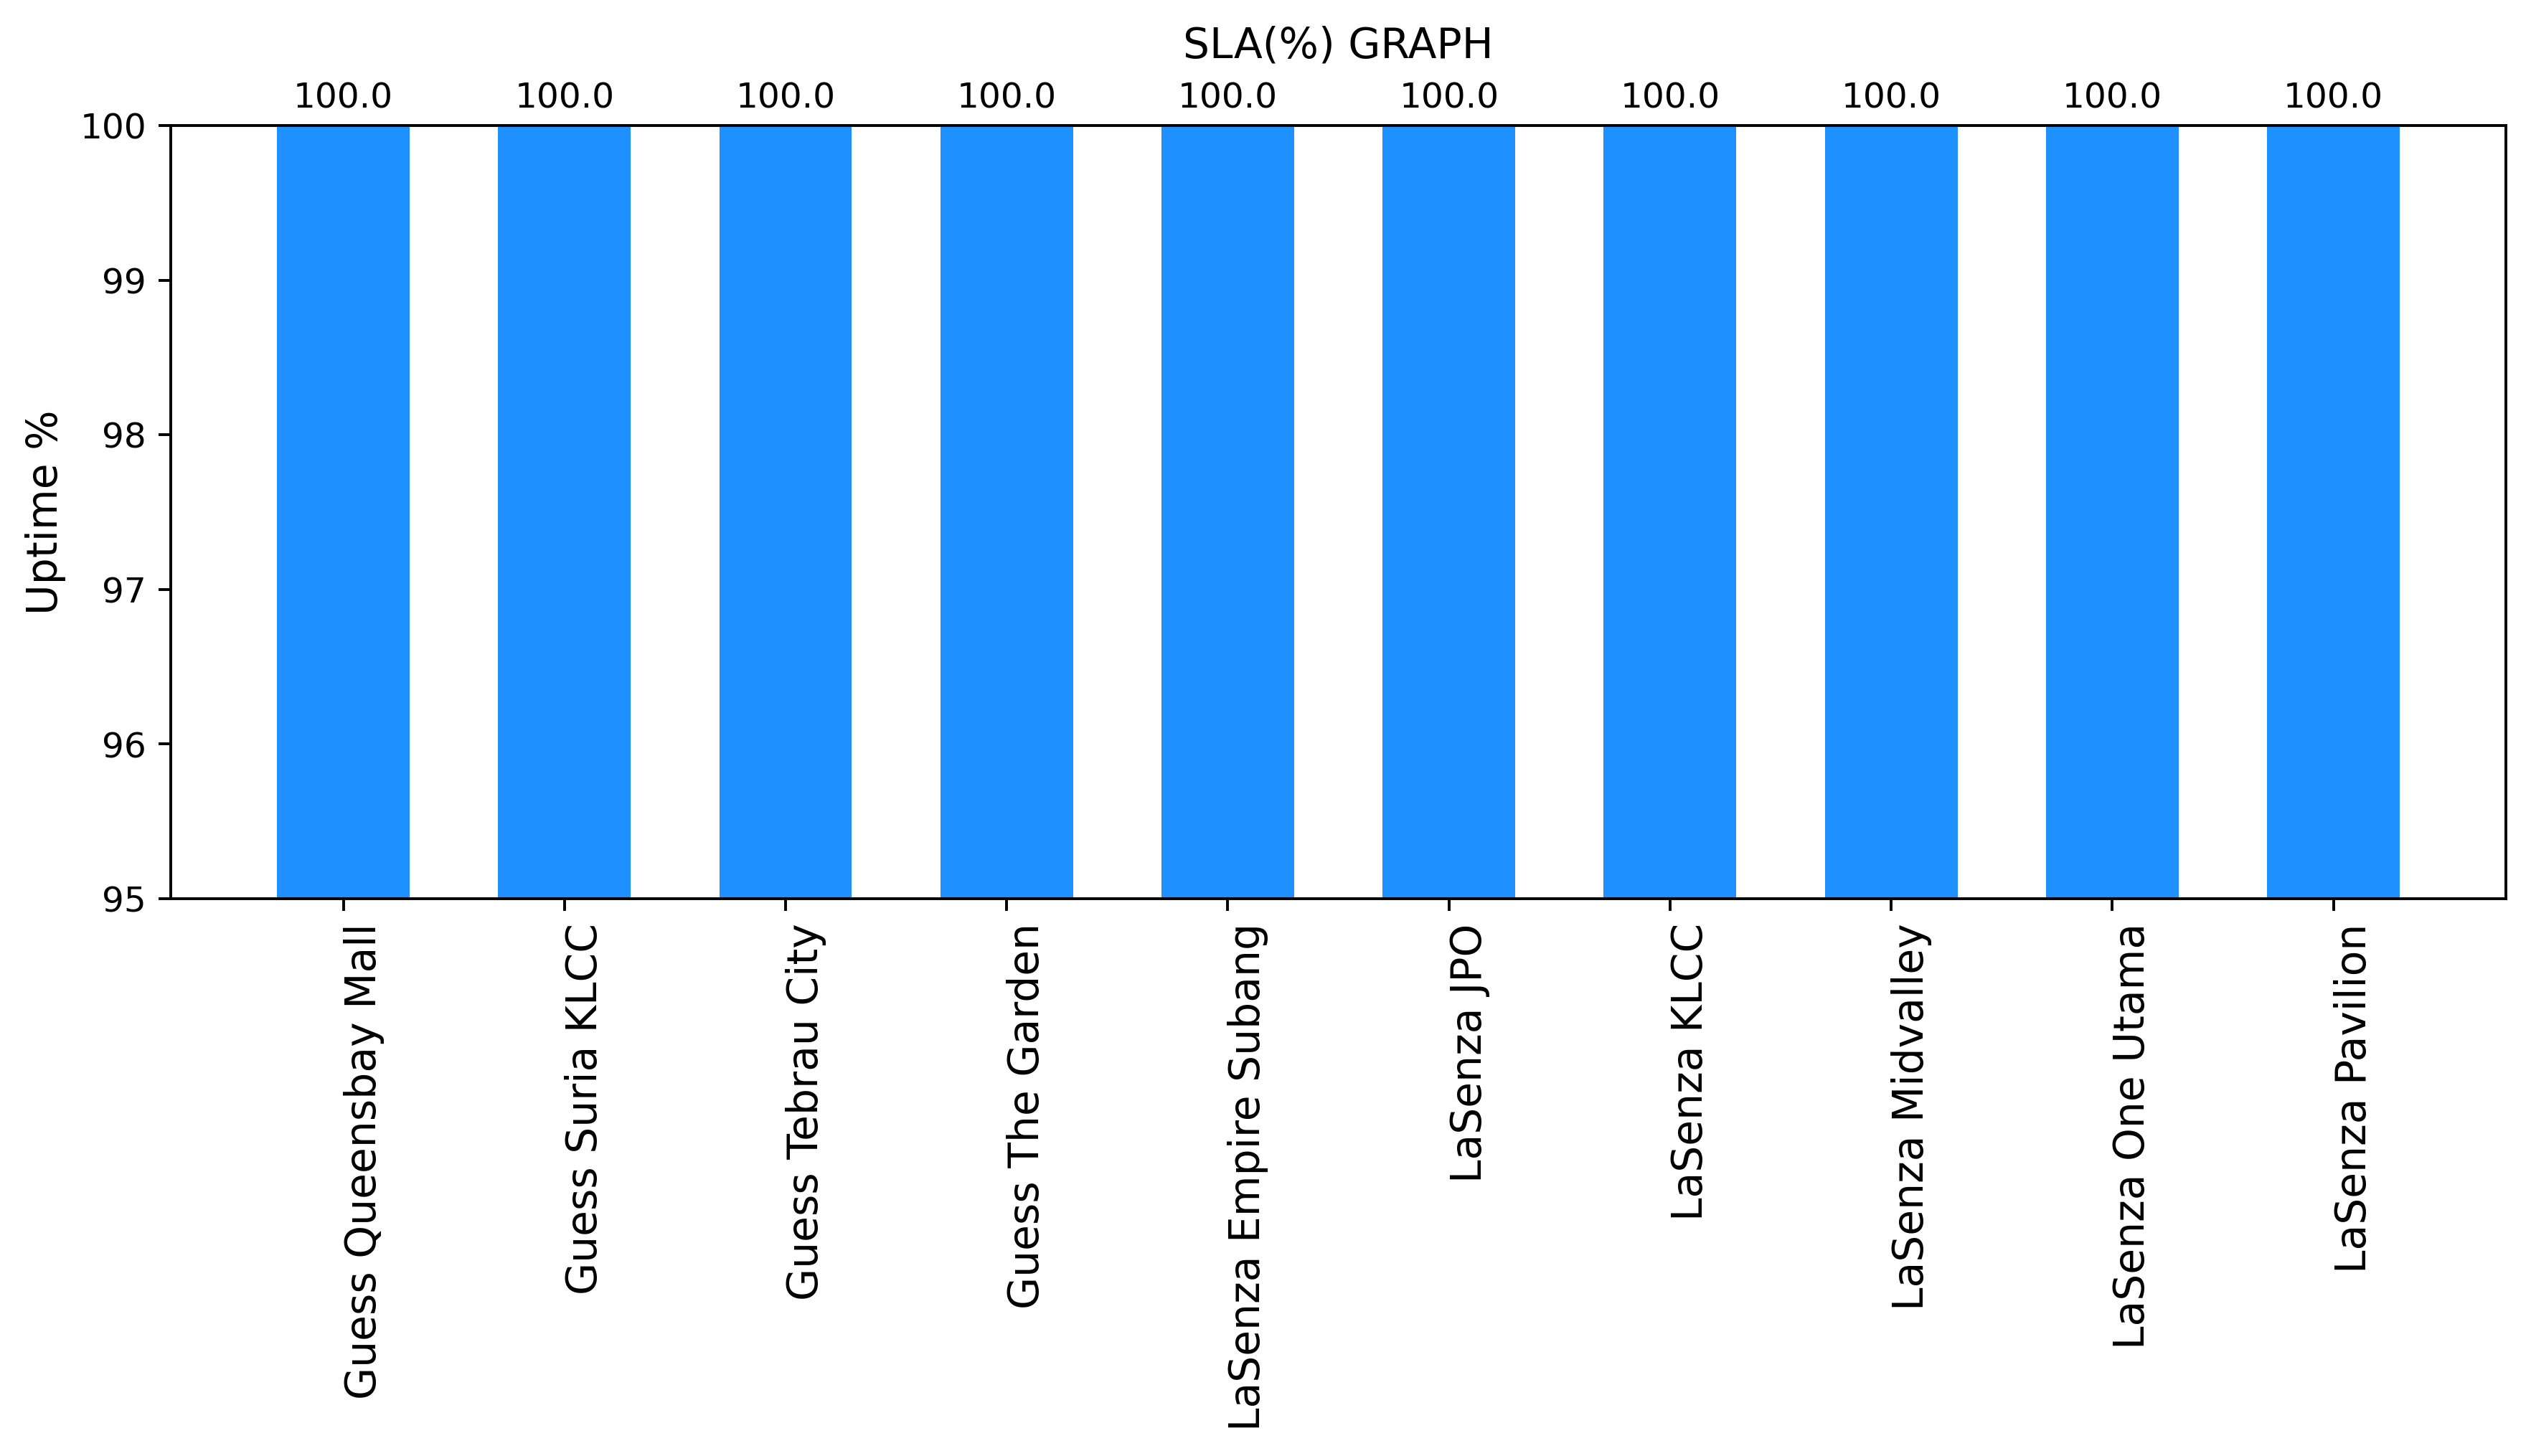 SLA(%) GRAPH
100.0 100.0 100.0 100.0 100.0 100.0 100.0 100.0 100.0 100.0
100
99
98
97
96
95
Uptime %
Guess Queensbay Mall
Guess Suria KLCC
Guess Tebrau City
Guess The Garden
LaSenza Empire Subang
LaSenza JPO
LaSenza KLCC
LaSenza Midvalley
LaSenza One Utama
LaSenza Pavilion